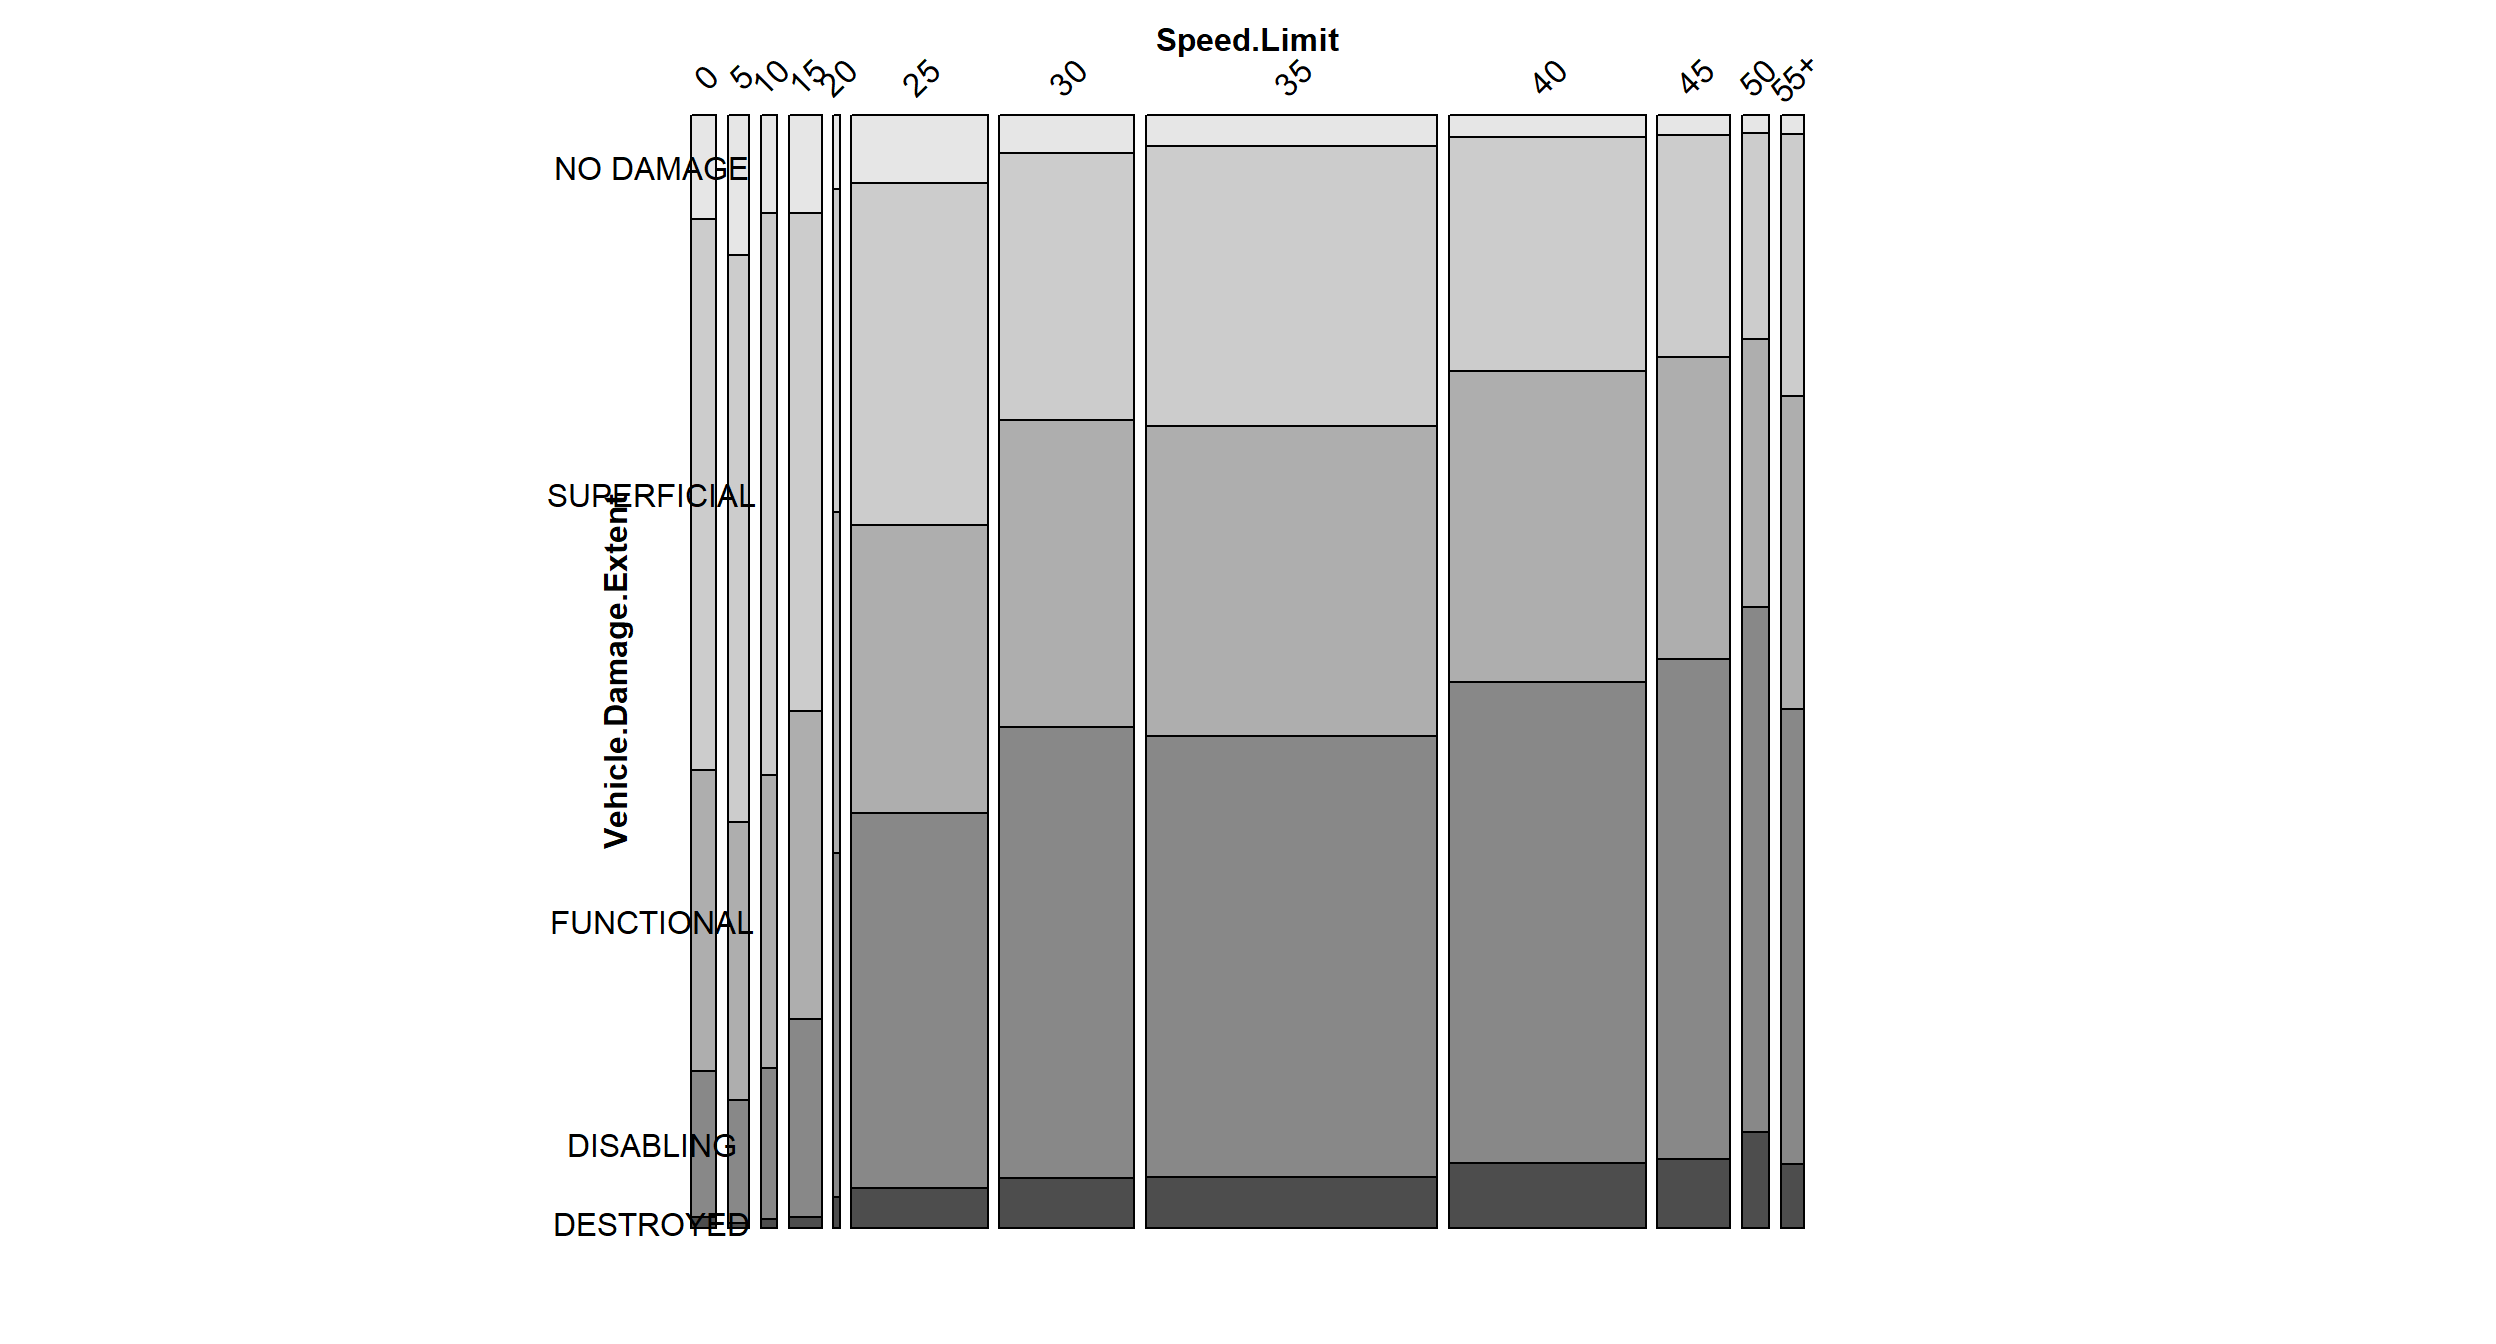 Speed.Limit
0
5
10
15
20
25
30
35
40
45
50
55+
Vehicle.Damage.Extent
NO DAMAGE
SUPERFICIAL
FUNCTIONAL
DISABLING
DESTROYED